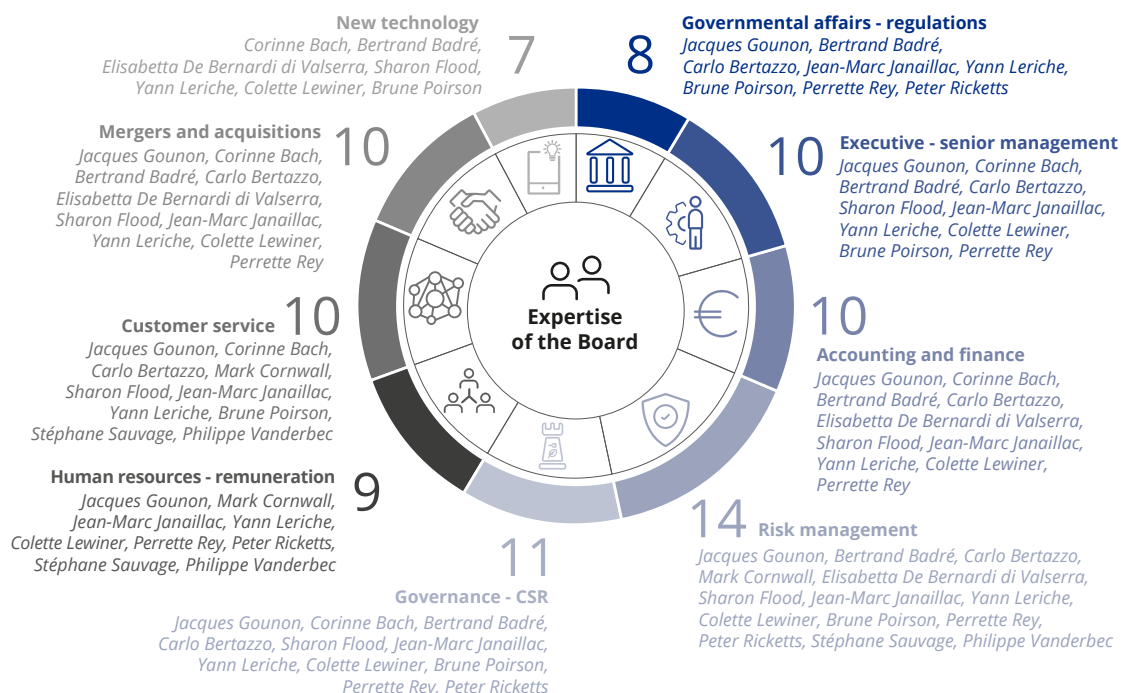 New technology
Corinne Bach, Bertrand Badré,
Elisabetta De Bernardi di Valserra, Sharon Flood,
Yann Leriche, Colette Lewiner, Brune Poirson
7
8
Governmental affairs - regulations
Jacques Gounon, Bertrand Badré,
Carlo Bertazzo, Jean-Marc Janaillac, Yann Leriche,
Brune Poirson, Perrette Rey, Peter Ricketts
Mergers and acquisitions
10
Jacques Gounon, Corinne Bach,
Bertrand Badré, Carlo Bertazzo,
Elisabetta De Bernardi di Valserra,
Sharon Flood, Jean-Marc Janaillac,
Yann Leriche, Colette Lewiner,
Perrette Rey
10
Executive - senior management
Jacques Gounon, Corinne Bach,
Bertrand Badré, Carlo Bertazzo,
Sharon Flood, Jean-Marc Janaillac,
Yann Leriche, Colette Lewiner,
Brune Poirson, Perrette Rey
Expertise
of the Board
Customer service
10
Jacques Gounon, Corinne Bach,
Carlo Bertazzo, Mark Cornwall,
Sharon Flood, Jean-Marc Janaillac,
Yann Leriche, Brune Poirson,
Stéphane Sauvage, Philippe Vanderbec
10
Accounting and finance
Jacques Gounon, Corinne Bach,
Bertrand Badré, Carlo Bertazzo,
Elisabetta De Bernardi di Valserra,
Sharon Flood, Jean-Marc Janaillac,
Yann Leriche, Colette Lewiner,
Perrette Rey
Human resources - remuneration
9
Jacques Gounon, Mark Cornwall,
Jean-Marc Janaillac, Yann Leriche,
Colette Lewiner, Perrette Rey, Peter Ricketts,
Stéphane Sauvage, Philippe Vanderbec
14
Risk management
Jacques Gounon, Bertrand Badré, Carlo Bertazzo,
Mark Cornwall, Elisabetta De Bernardi di Valserra,
Sharon Flood, Jean-Marc Janaillac, Yann Leriche,
Colette Lewiner, Brune Poirson, Perrette Rey,
Peter Ricketts, Stéphane Sauvage, Philippe Vanderbec
11
Governance - CSR
Jacques Gounon, Corinne Bach, Bertrand Badré,
Carlo Bertazzo, Sharon Flood, Jean-Marc Janaillac,
Yann Leriche, Colette Lewiner, Brune Poirson,
Perrette Rey, Peter Ricketts